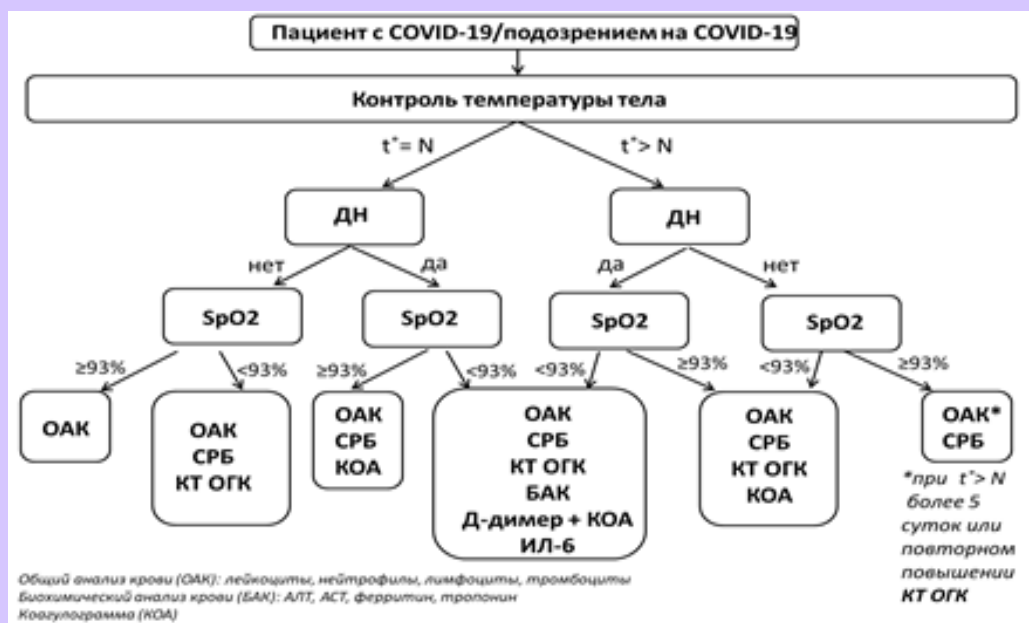 Пациент с COVID-19/подозрением на COVID-19
Контроль температуры тела
t°= N
t°> N
ДН
ДН
нет
да
да
нет
SpO2
SpO2
SpO2
SpO2
≥93%
<93%
≥93%
<93%
<93%
≥93%
<93%
≥93%
ОАК
ОАК
СРБ
КТ ОГК
ОАК
СРБ
КОА
ОАК
СРБ
КТ ОГК
БАК
Д-димер + КОА
ИЛ-6
ОАК
СРБ
КТ ОГК
КОА
ОАК*
СРБ
*при t°> N
более 5
суток или
повторном
повышении
КТ ОГК
Общий анализ крови (ОАК): лейкоциты, нейтрофилы, лимфоциты, тромбоциты
Биохимический анализ крови (БАК): АЛТ, АСТ, ферритин, тропонин
Коагулограмма (КОА)